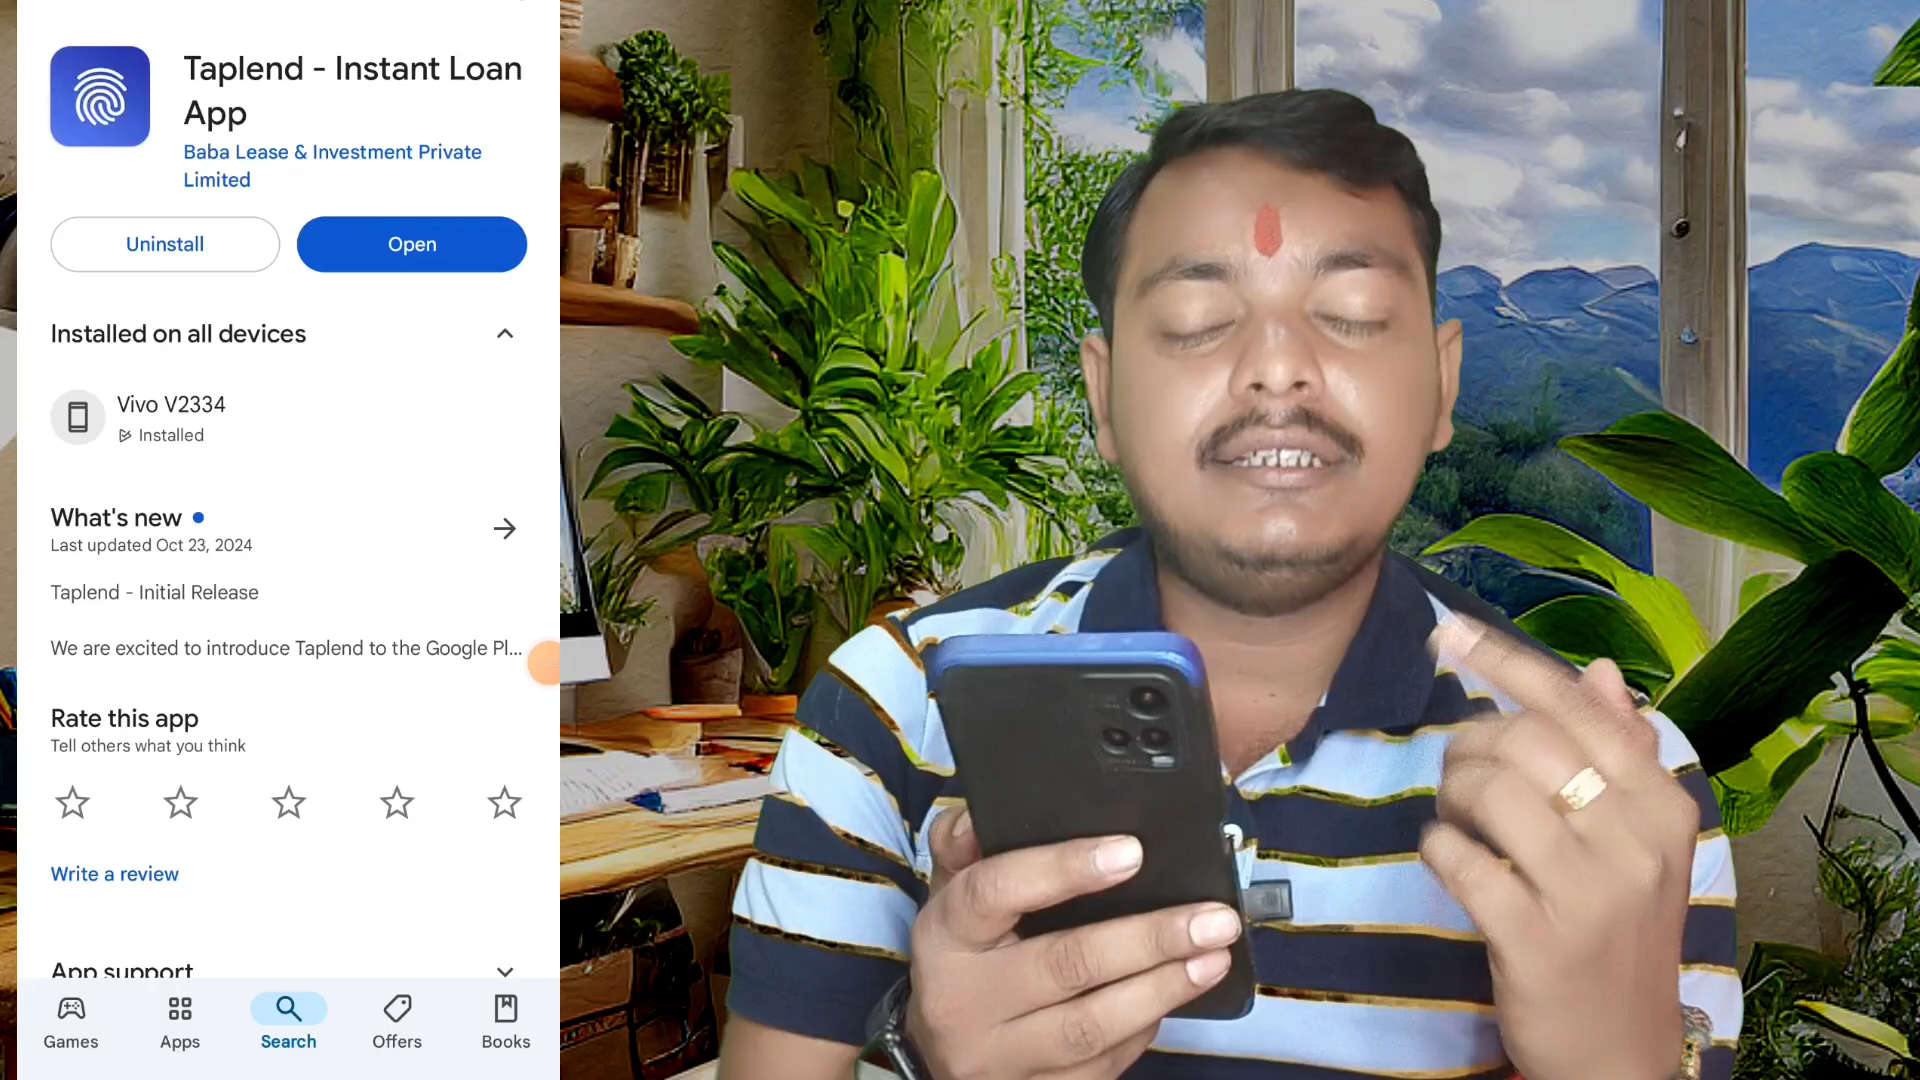 Taplend - Instant Loan
App
Baba Lease & Investment Private
Limited
Uninstall
Open
Installed on all devices
Vivo V2334
Installed
What's new
Last updated Oct 23, 2024
Taplend - Initial Release
We are excited to introduce Taplend to the Google Pl...
Rate this app
Tell others what you think
Write a review
App support
Games
Apps
Search
Offers
Books